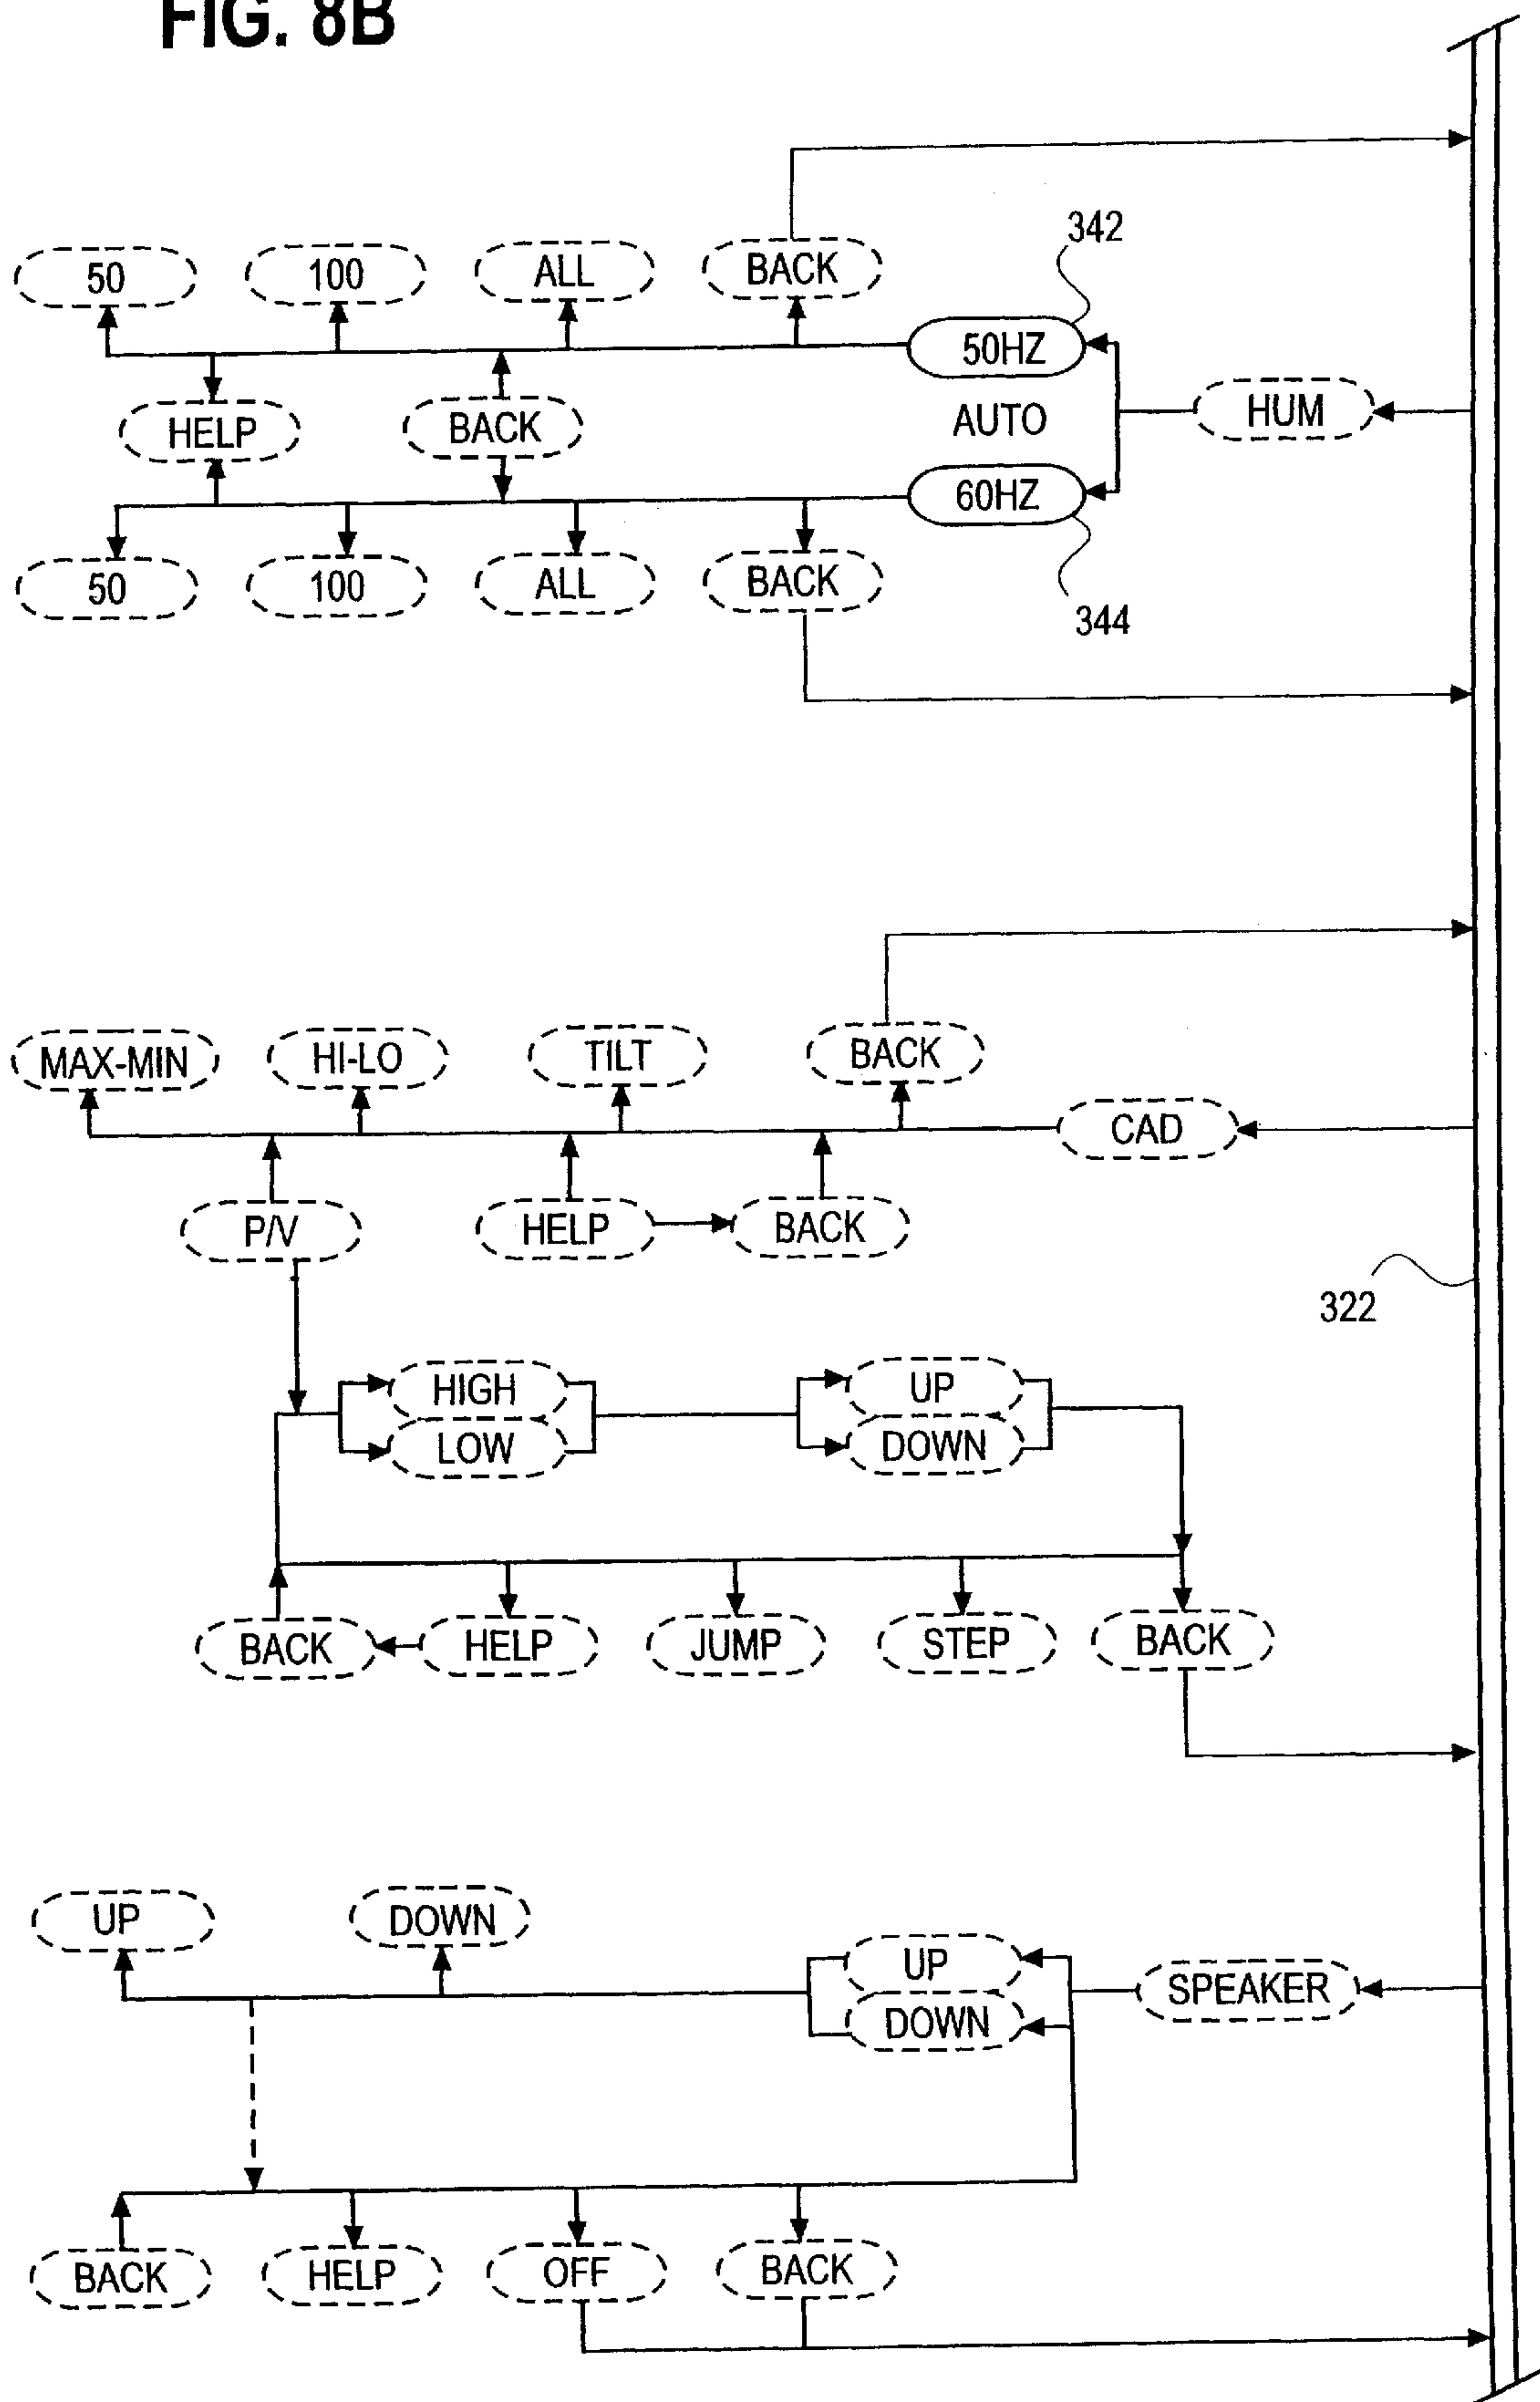 FIG. 8B
342
50
100
ALL
BACK
50HZ
HELP
BACK
AUTO
HUM
60HZ
50
100
ALL
BACK
344
MAX-MIN
HI-LO
TILT
BACK
CAD
P/V
HELP
BACK
322
HIGH
UP
LOW
DOWN
BACK
HELP
JUMP
STEP
BACK
UP
DOWN
UP
SPEAKER
DOWN
BACK
HELP
OFF
BACK